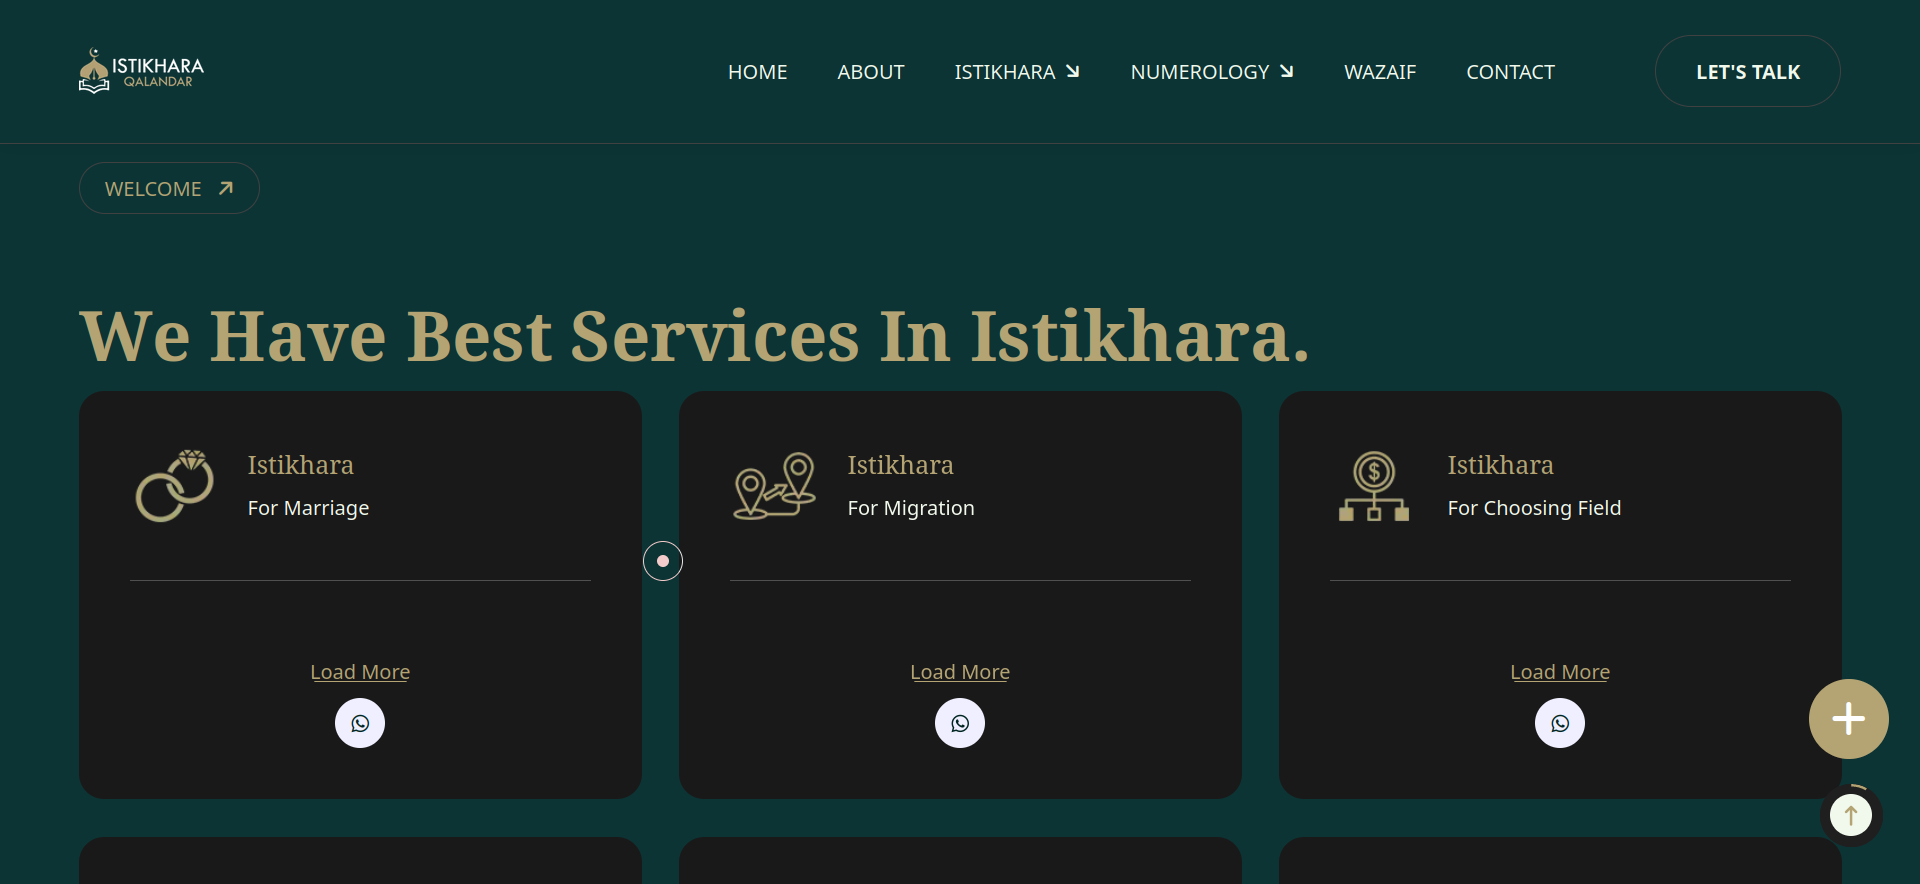 ISTIKHARA
QALANDAR
HOME
ABOUT
ISTIKHARA
NUMEROLOGY
WAZAIF
CONTACT
LET'S TALK
WELCOME
We Have Best Services In Istikhara.
Istikhara
For Marriage
Load More
Istikhara
For Migration
Load More
Istikhara
For Choosing Field
Load More